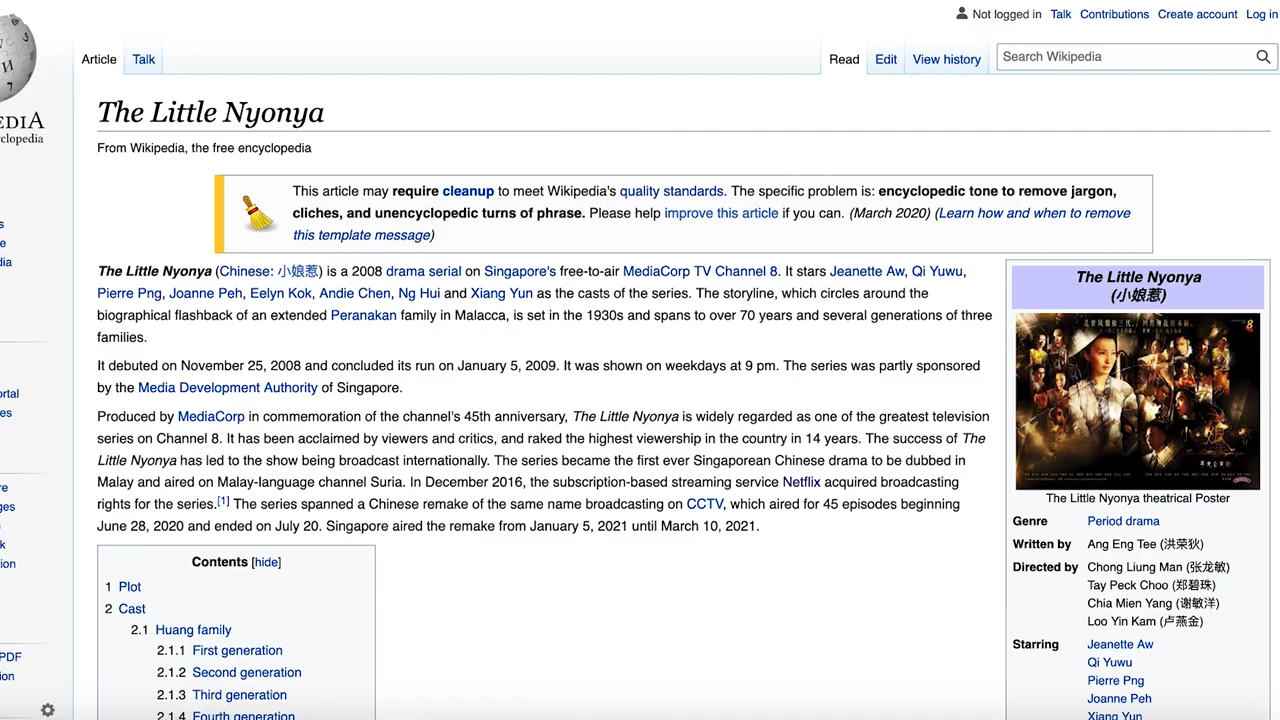 Not logged in Talk Contributions Create account Log in
Article Talk Read Edit View history Search Wikipedia
EDIA
clopedia
The Little Nyonya
From Wikipedia, the free encyclopedia
This article may require cleanup to meet Wikipedia's quality standards. The specific problem is: encyclopedic tone to remove jargon,
cliches, and unencyclopedic turns of phrase. Please help improve this article if you can. (March 2020) (Learn how and when to remove
this template message)
The Little Nyonya (Chinese: 小娘惹) is a 2008 drama serial on Singapore's free-to-air MediaCorp TV Channel 8. It stars Jeanette Aw, Qi Yuwu,
Pierre Png, Joanne Peh, Eelyn Kok, Andie Chen, Ng Hui and Xiang Yun as the casts of the series. The storyline, which circles around the
biographical flashback of an extended Peranakan family in Malacca, is set in the 1930s and spans to over 70 years and several generations of three
families.
It debuted on November 25, 2008 and concluded its run on January 5, 2009. It was shown on weekdays at 9 pm. The series was partly sponsored
by the Media Development Authority of Singapore.
Produced by MediaCorp in commemoration of the channel's 45th anniversary, The Little Nyonya is widely regarded as one of the greatest television
series on Channel 8. It has been acclaimed by viewers and critics, and raked the highest viewership in the country in 14 years. The success of The
Little Nyonya has led to the show being broadcast internationally. The series became the first ever Singaporean Chinese drama to be dubbed in
Malay and aired on Malay-language channel Suria. In December 2016, the subscription-based streaming service Netflix acquired broadcasting
rights for the series.[1] The series spanned a Chinese remake of the same name broadcasting on CCTV, which aired for 45 episodes beginning
June 28, 2020 and ended on July 20. Singapore aired the remake from January 5, 2021 until March 10, 2021.
Contents [hide]
1 Plot
2 Cast
2.1 Huang family
2.1.1 First generation
2.1.2 Second generation
2.1.3 Third generation
2.1.4 Fourth generation
The Little Nyonya
(小娘惹)
The Little Nyonya theatrical Poster
Genre Period drama
Written by Ang Eng Tee (洪荣狄)
Directed by Chong Liung Man (张龙敏)
Tay Peck Choo (郑碧珠)
Chia Mien Yang (谢敏洋)
Loo Yin Kam (卢燕金)
Starring Jeanette Aw
Qi Yuwu
Pierre Png
Joanne Peh
Xiang Yun